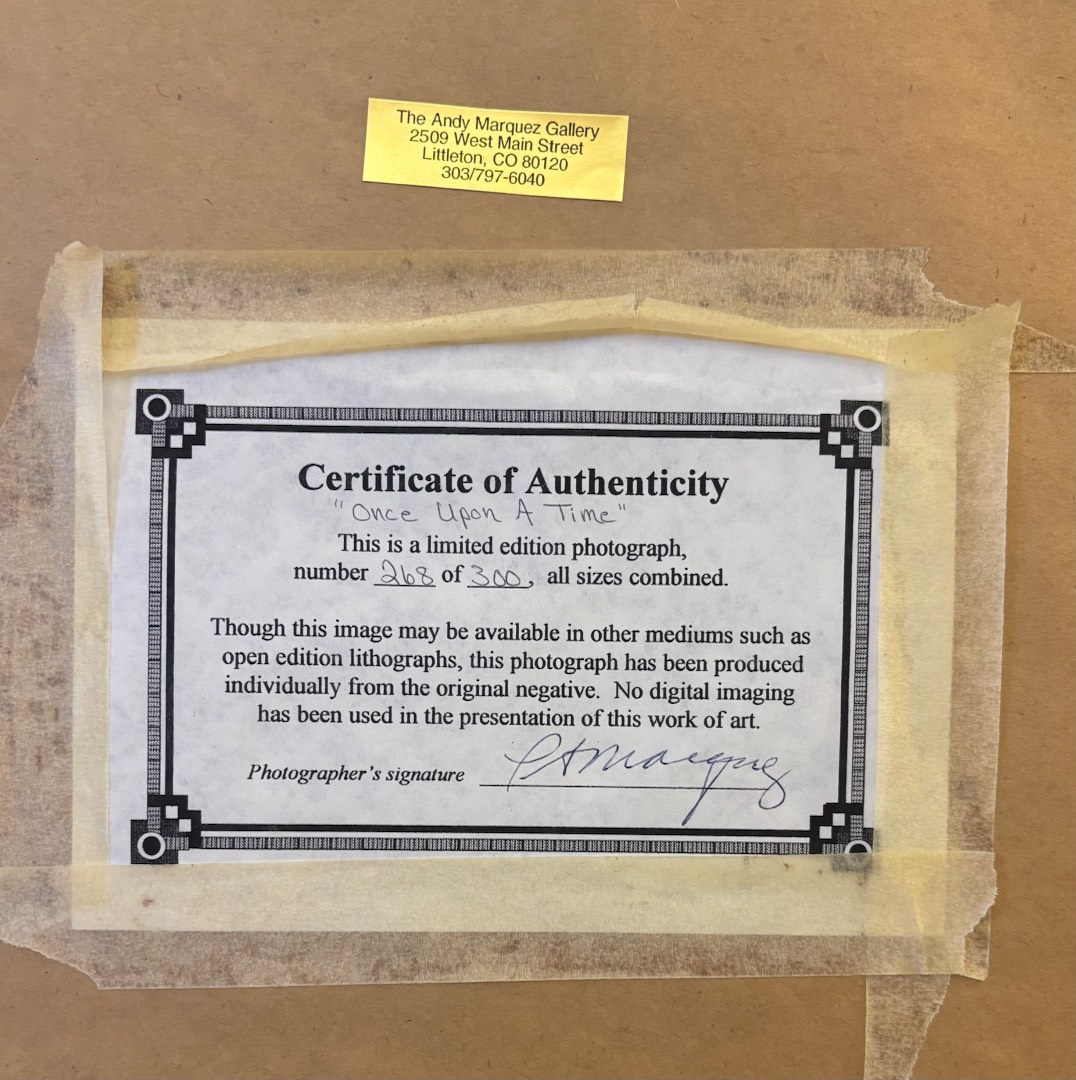 The Andy Marquez Gallery
2509 West Main Street
Littleton, CO 80120
303/797-6040
Certificate of Authenticity
"Once Upon A Time"
This is a limited edition photograph,
number 268 of 300, all sizes combined.
Though this image may be available in other mediums such as
open edition lithographs, this photograph has been produced
individually from the original negative. No digital imaging
has been used in the presentation of this work of art.
Photographer's signature